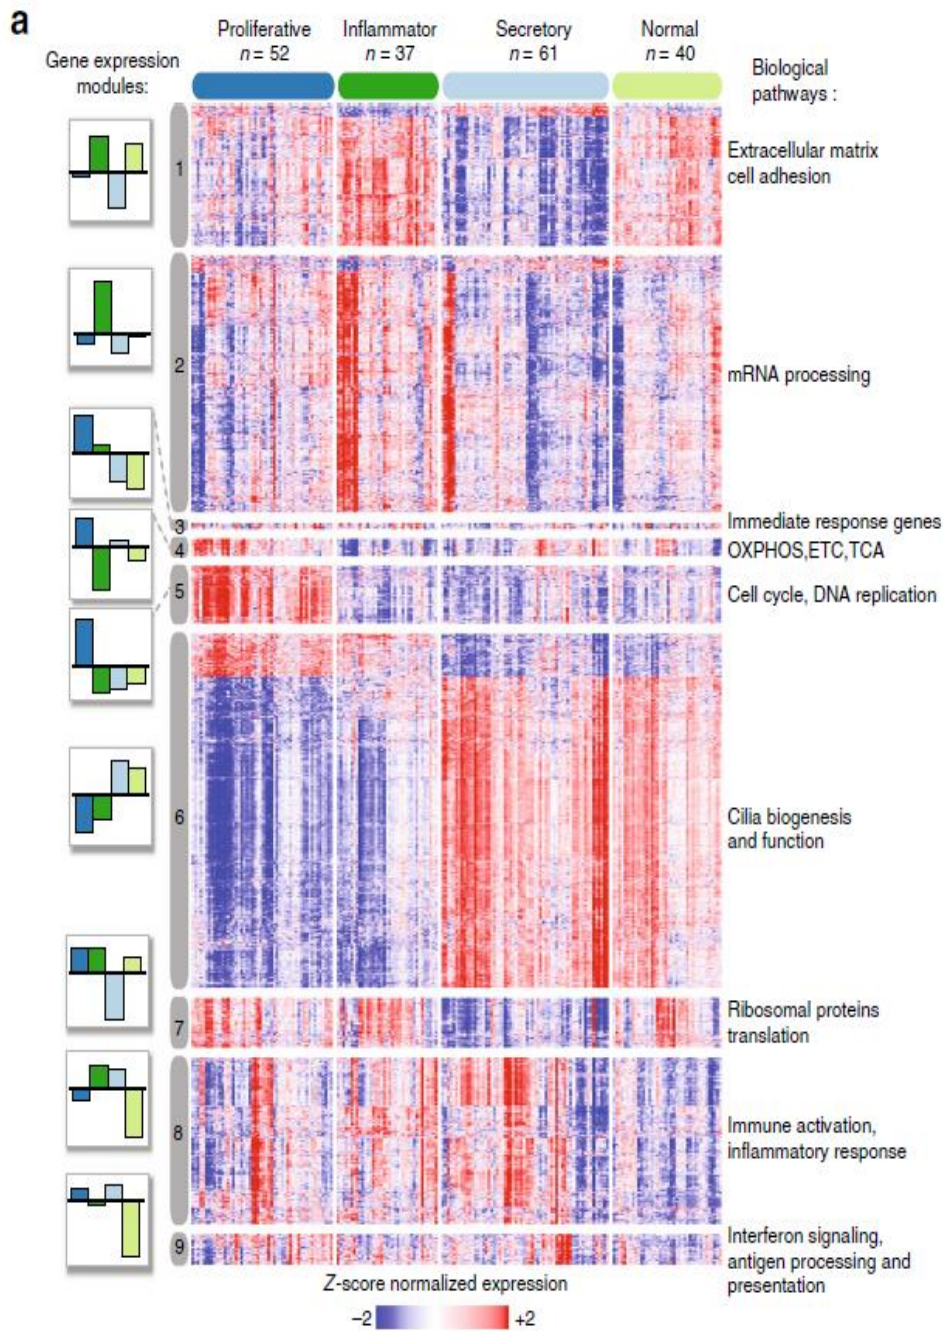 a
Proliferative
n = 52
Inflammator
n = 37
Secretory
n = 61
Normal
n = 40
Gene expression
modules:
Biological
pathways :
1
Extracellular matrix
cell adhesion
2
mRNA processing
3
Immediate response genes
4
OXPHOS,ETC,TCA
5
Cell cycle, DNA replication
6
Cilia biogenesis
and function
7
Ribosomal proteins
translation
8
Immune activation,
inflammatory response
9
Interferon signaling,
antigen processing and
presentation
Z-score normalized expression
−2
+2